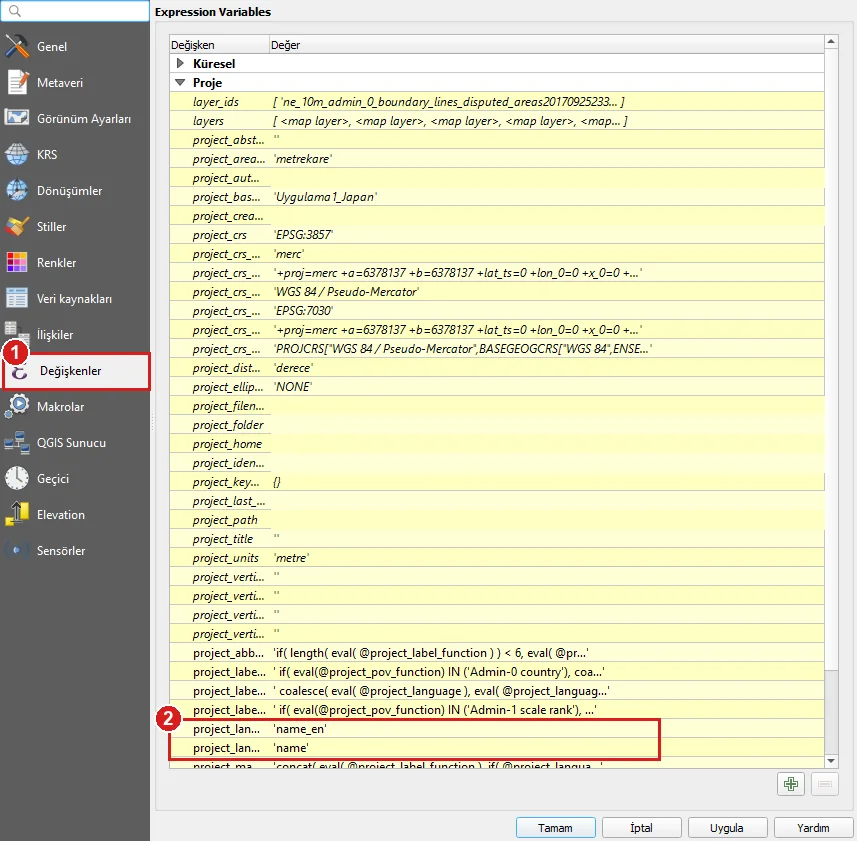 Expression Variables
Genel
Metaveri
Görünüm Ayarları
KRS
Dönüşümler
Stiller
Renkler
Veri kaynakları
İlişkiler
1
Değişkenler
Makrolar
QGIS Sunucu
Geçici
Elevation
Sensörler
Değişken Değer
Küresel
Proje
layer_ids [ 'ne_10m_admin_0_boundary_lines_disputed_areas20170925233... ]
layers [ <map layer>, <map layer>, <map layer>, <map layer>, <map... ]
project_abst... ''
project_area... 'metrekare'
project_aut...
project_bas... 'Uygulama1_Japan'
project_crea...
project_crs 'EPSG:3857'
project_crs_... 'merc'
project_crs_... '+proj=merc +a=6378137 +b=6378137 +lat_ts=0 +lon_0=0 +x_0=0 +...'
project_crs_... 'WGS 84 / Pseudo-Mercator'
project_crs_... 'EPSG:7030'
project_crs_... '+proj=merc +a=6378137 +b=6378137 +lat_ts=0 +lon_0=0 +x_0=0 +...'
project_crs_... 'PROJCRS["WGS 84 / Pseudo-Mercator",BASEGEOGCRS["WGS 84",ENSE...'
project_dist... 'derece'
project_ellip... 'NONE'
project_filen...
project_folder
project_home
project_iden...
project_key... {}
project_last_...
project_path
project_title ''
project_units 'metre'
project_verti... ''
project_verti... ''
project_verti... ''
project_verti... ''
project_abb... 'if( length( eval( @project_label_function ) ) < 6, eval( @pr...'
project_labe... ' if( eval(@project_pov_function) IN ('Admin-0 country'), coa...'
project_labe... ' coalesce( eval( @project_language ), eval( @project_languag...'
project_labe... ' if( eval(@project_pov_function) IN ('Admin-1 scale rank'), ...'
2
project_lan... 'name_en'
project_lan... 'name'
project_ma... 'concat( eval( @project_label_function ), if( @project_langua...'
Tamam İptal Uygula Yardım